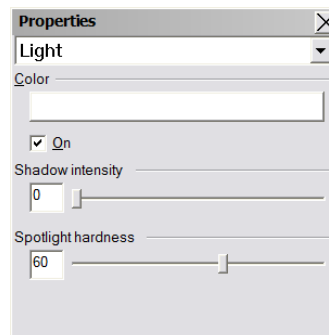 Properties
Light
Color
On
Shadow intensity
0
Spotlight hardness
60